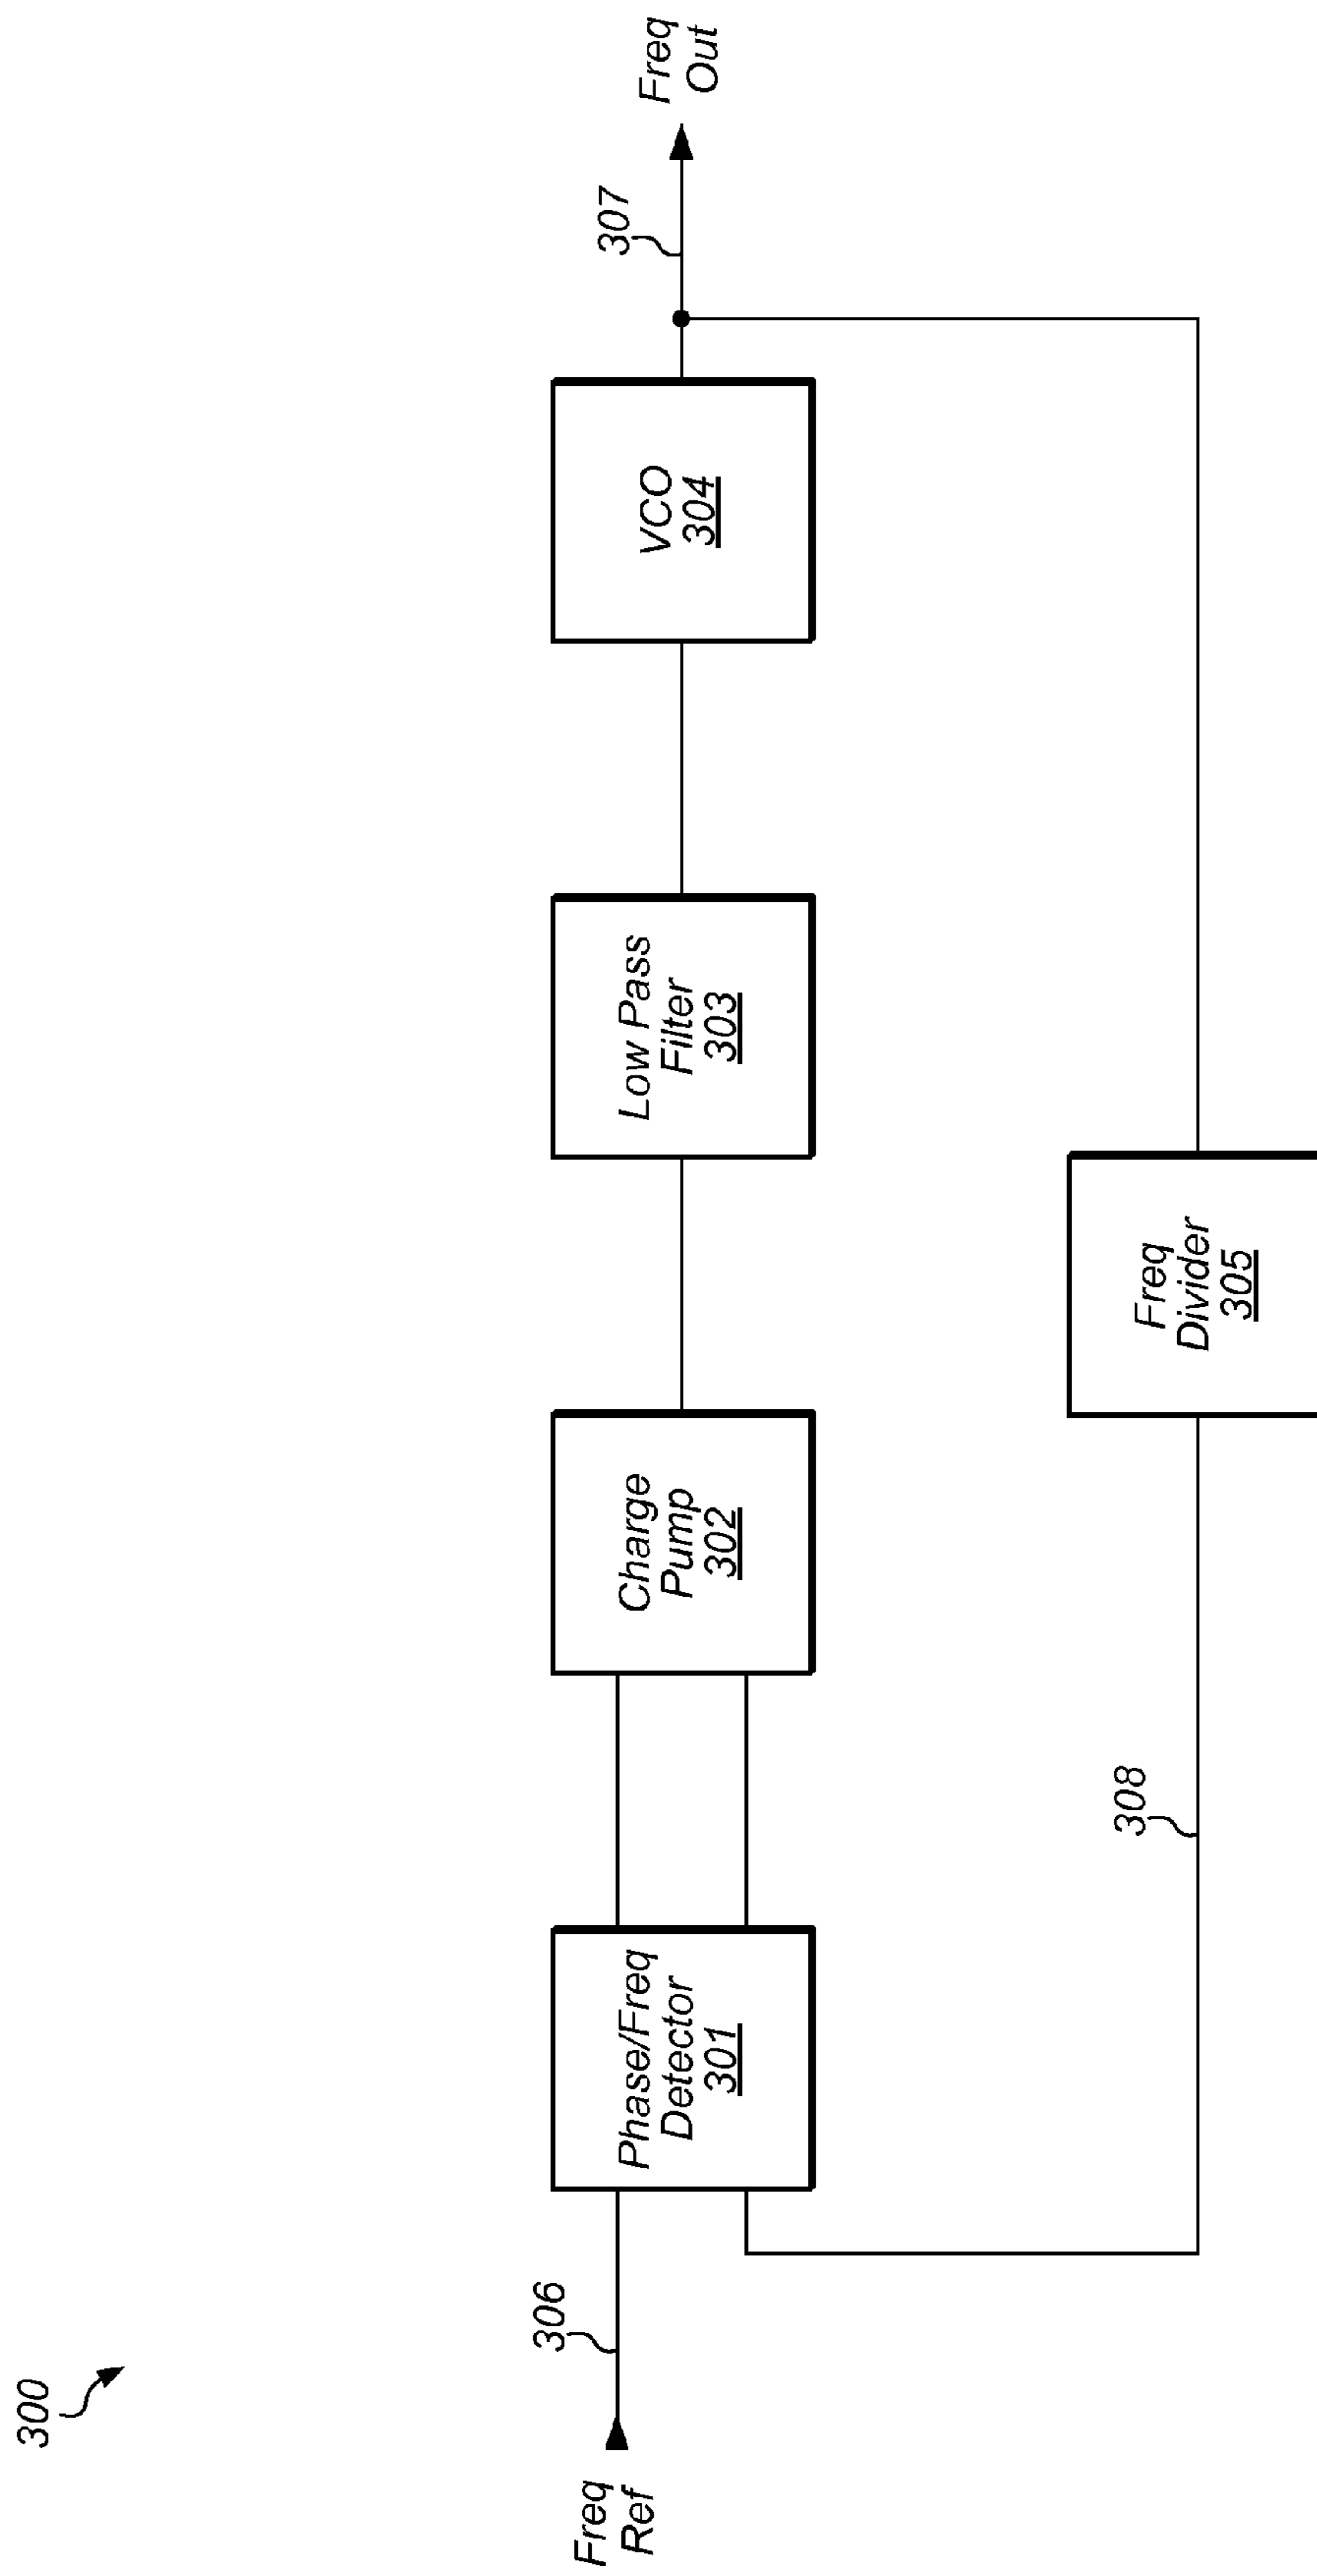 300
Freq
Ref
306
Phase/Freq
Detector
301
Charge
Pump
302
Low Pass
Filter
303
VCO
304
307
Freq
Out
308
Freq
Divider
305